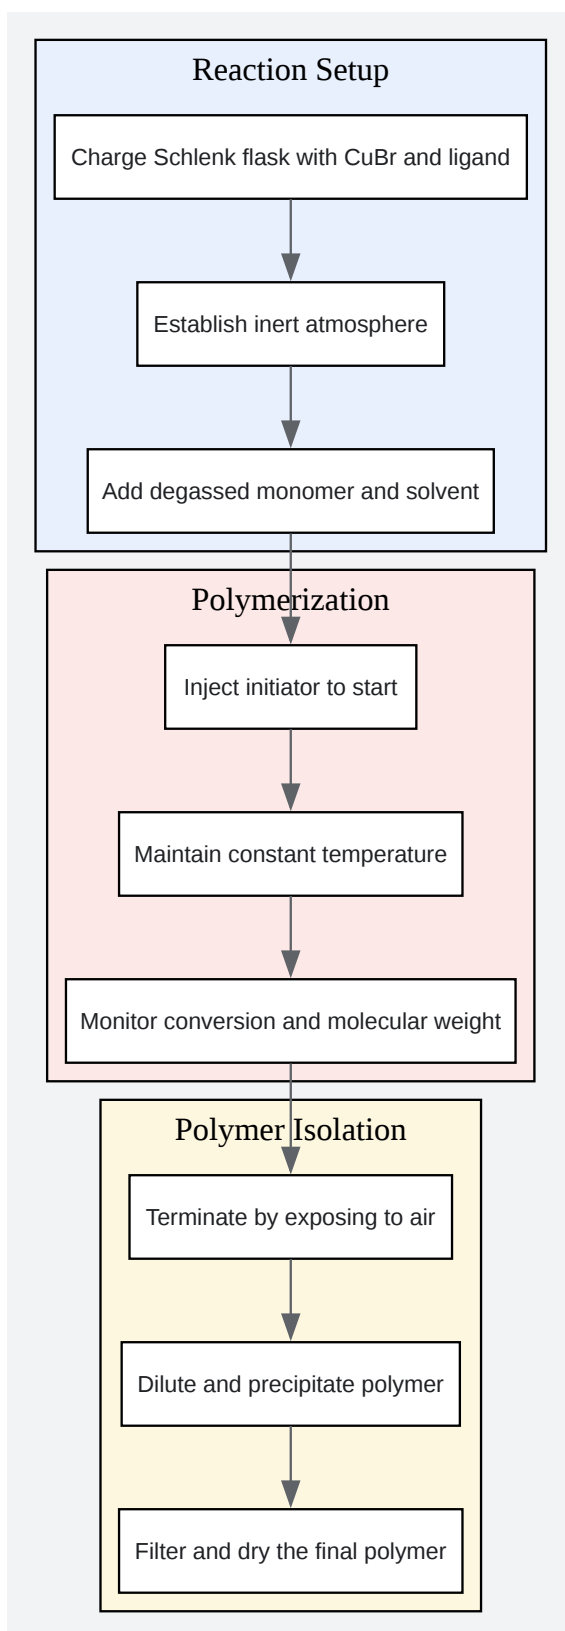 Reaction Setup
Charge Schlenk flask with CuBr and ligand
Establish inert atmosphere
Add degassed monomer and solvent
Polymerization
Inject initiator to start
Maintain constant temperature
Monitor conversion and molecular weight
Polymer Isolation
Terminate by exposing to air
Dilute and precipitate polymer
Filter and dry the final polymer